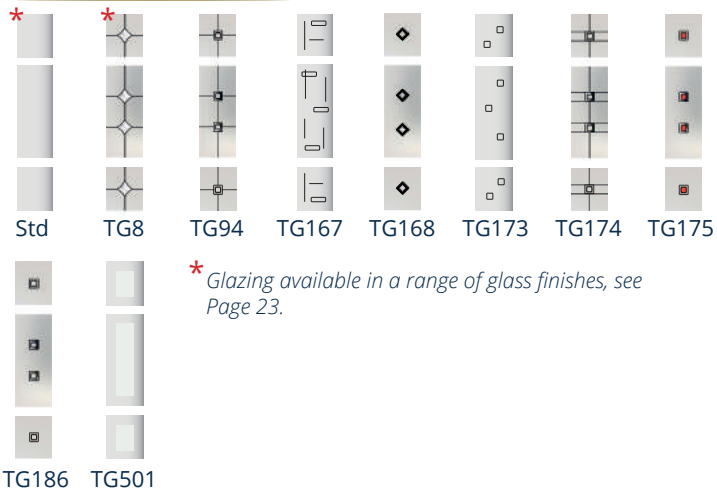 * *
Std TG8 TG94 TG167 TG168 TG173 TG174 TG175
* Glazing available in a range of glass finishes, see
Page 23.
TG186 TG501